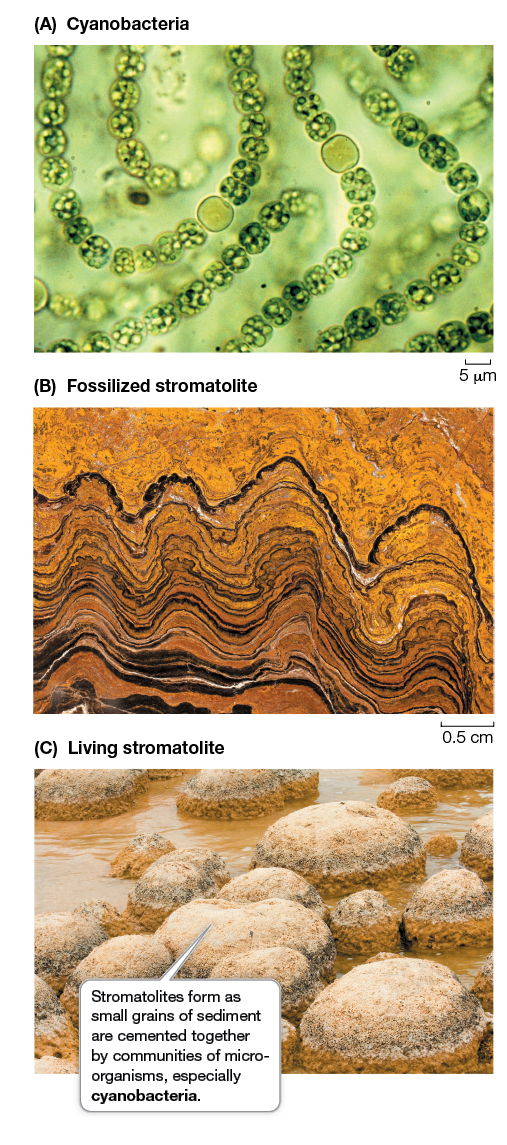 (A) Cyanobacteria
5 µm
(B) Fossilized stromatolite
0.5 cm
(C) Living stromatolite
Stromatolites form as
small grains of sediment
are cemented together
by communities of micro-
organisms, especially
cyanobacteria.